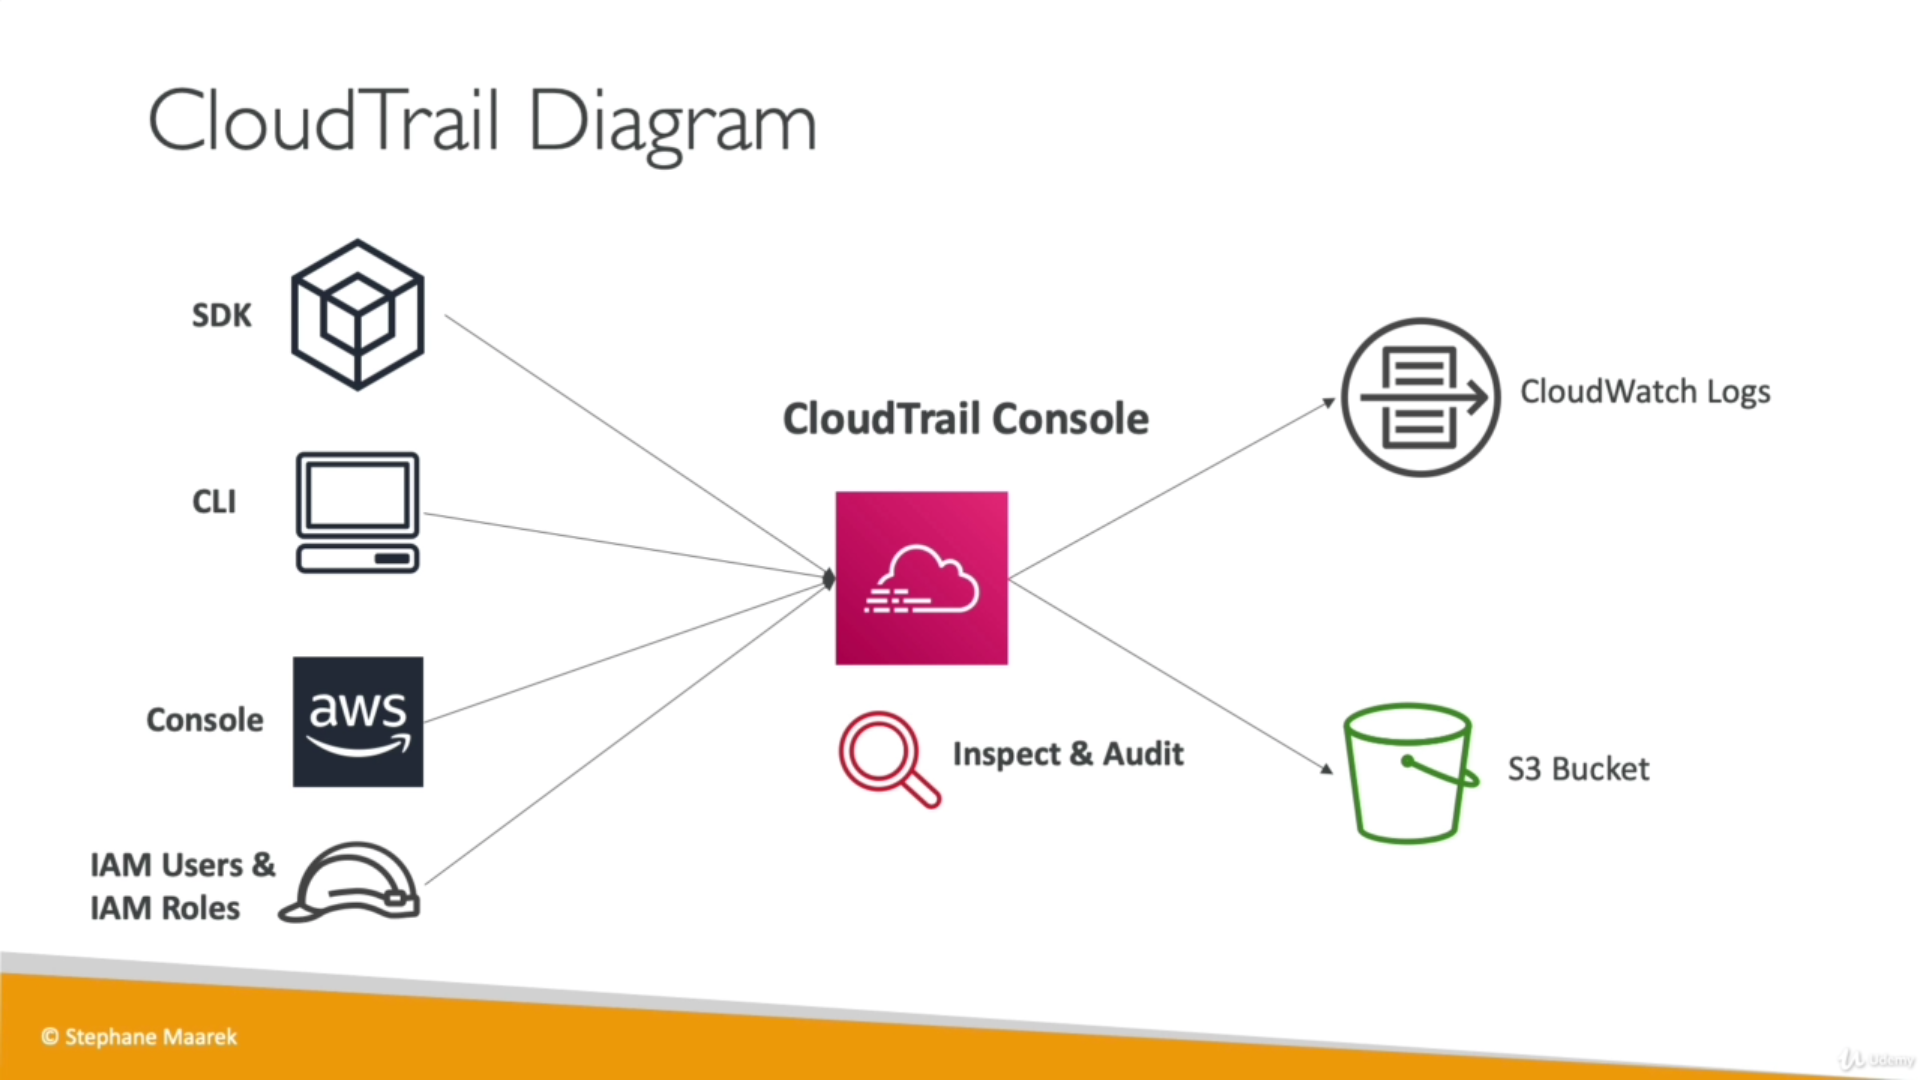 CloudTrail Diagram
SDK
CLI
Console
aws
IAM Users &
IAM Roles
CloudTrail Console
Inspect & Audit
CloudWatch Logs
S3 Bucket
© Stephane Maarek
Udemy